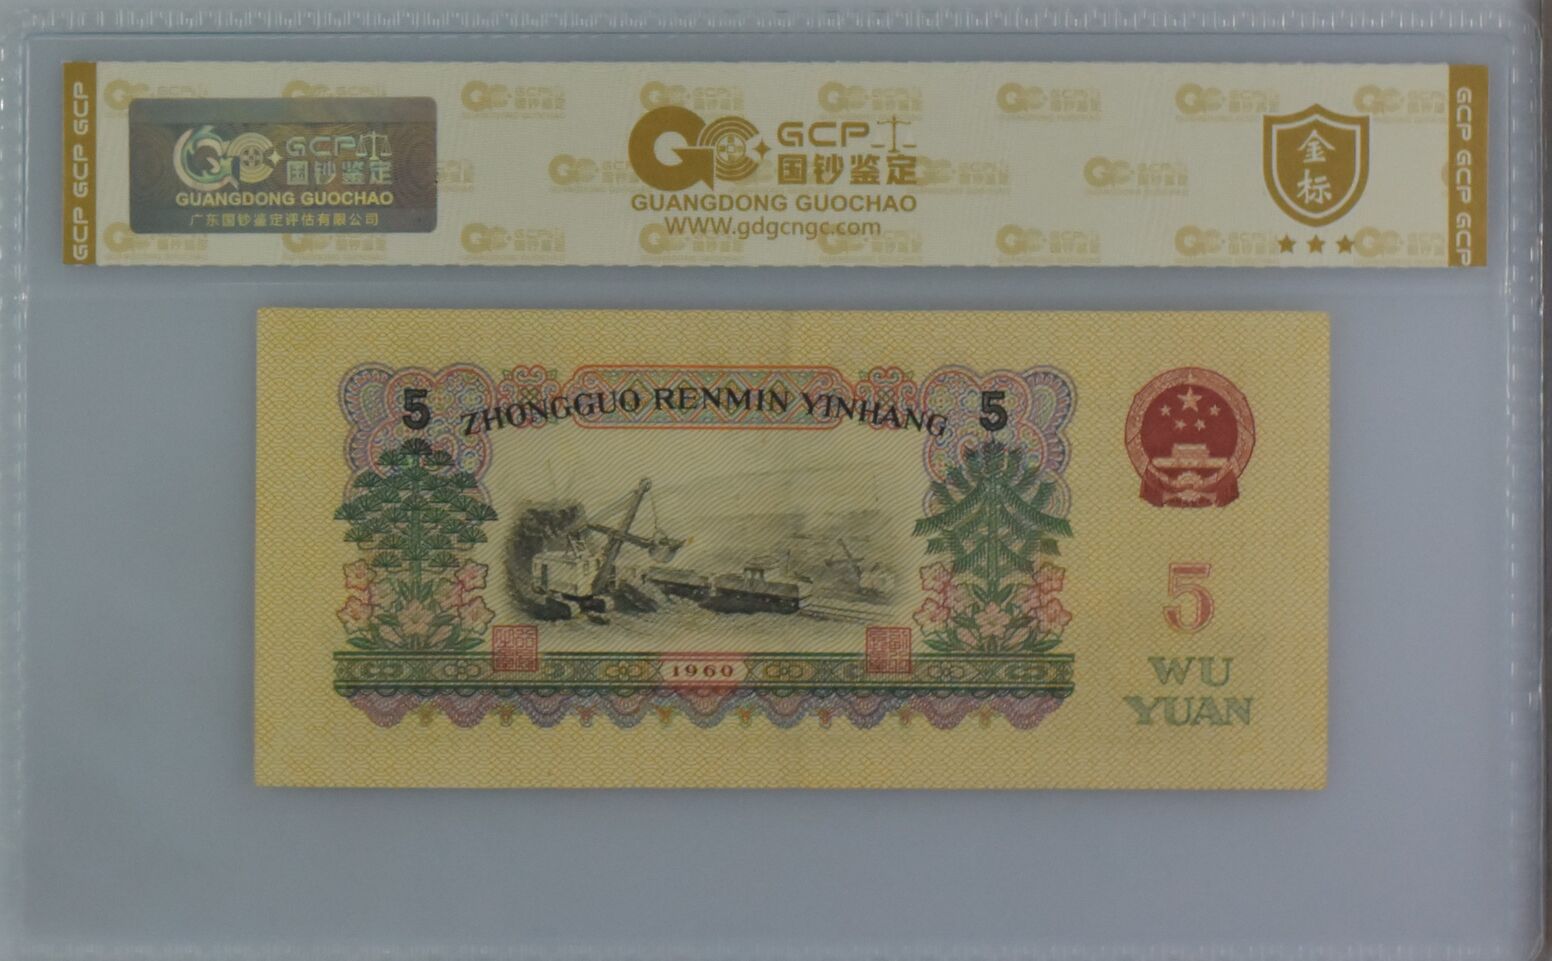 GCP GCP GCP
GCP
国钞鉴定
GUANGDONG GUOCHAO
广东国钞鉴定评估有限公司
GCP
国钞鉴定
GUANGDONG GUOCHAO
WWW.gdgcngc.com
金标
GCP GCP GCP
5
ZHONGGUO RENMIN YINHANG
5
1960
5
WU
YUAN